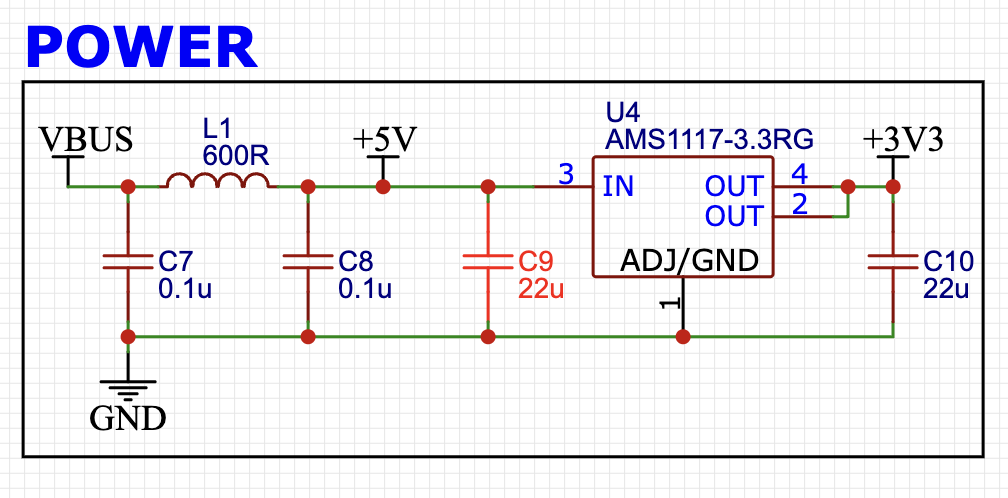 POWER
VBUS
L1
600R
+5V
U4
AMS1117-3.3RG
+3V3
3
IN
OUT
4
OUT
2
ADJ/GND
1
C7
0.1u
C8
0.1u
C9
22u
C10
22u
GND